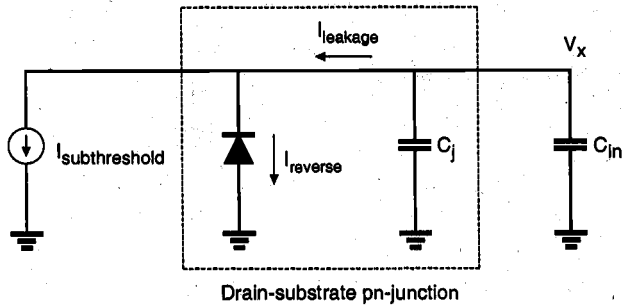 I_leakage
V_x
I_subthreshold
I_reverse
C_j
C_in
Drain-substrate pn-junction